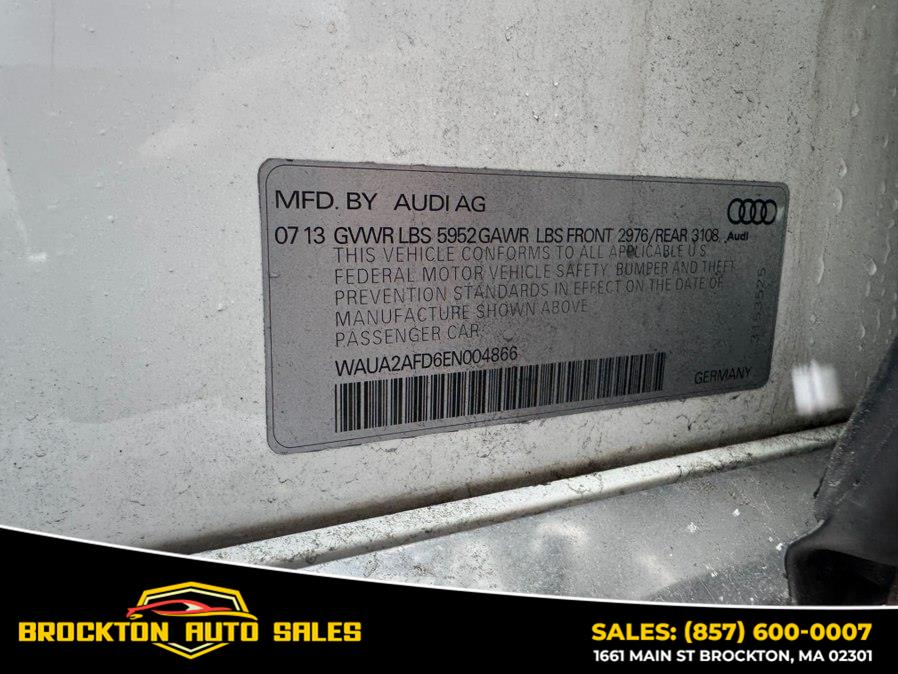 MFD. BY AUDI AG
07 13 GVWR LBS 5952 GAWR LBS FRONT 2976/REAR 3108
Audi
THIS VEHICLE CONFORMS TO ALL APPLICABLE U S
FEDERAL MOTOR VEHICLE SAFETY, BUMPER AND THEFT
PREVENTION STANDARDS IN EFFECT ON THE DATE OF
MANUFACTURE SHOWN ABOVE
PASSENGER CAR
WAUA2AFD6EN004866
GERMANY
3153525
BROCKTON AUTO SALES
SALES: (857) 600-0007
1661 MAIN ST BROCKTON, MA 02301